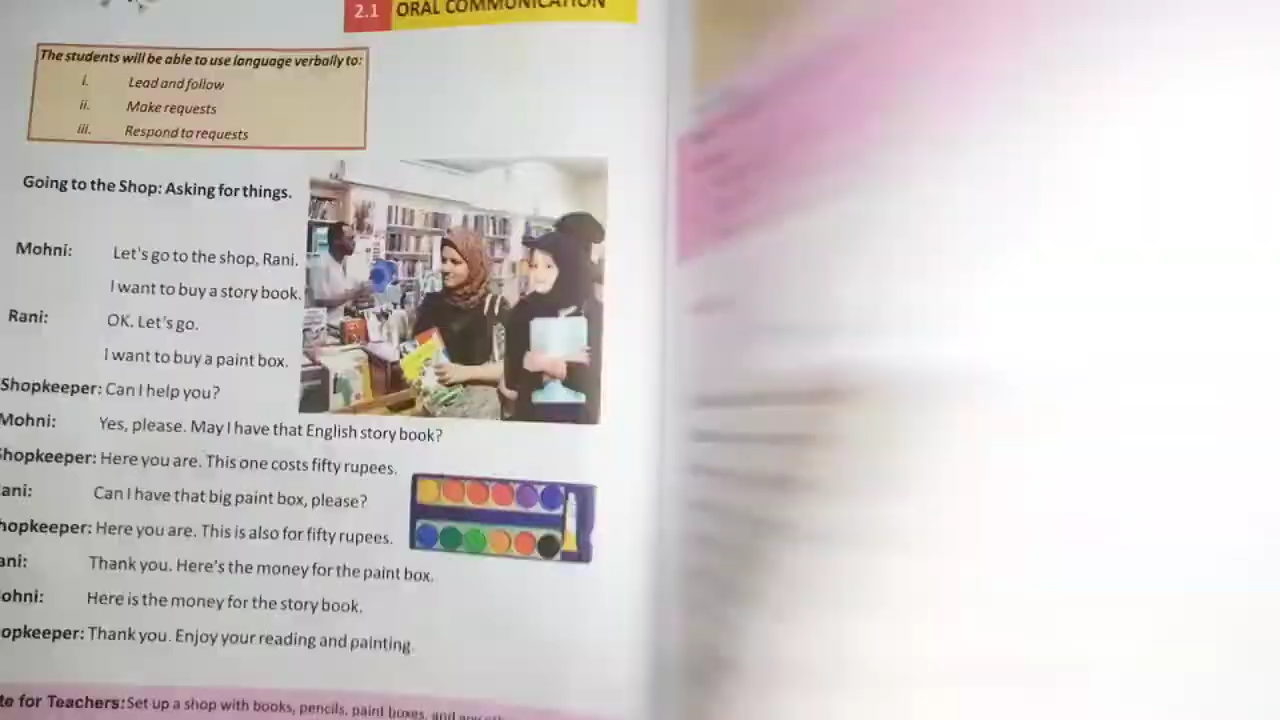 2.1 ORAL COMMUNICATION
The students will be able to use language verbally to:
i. Lead and follow
ii. Make requests
iii. Respond to requests
Going to the Shop: Asking for things.
Mohni: Let's go to the shop, Rani.
I want to buy a story book.
Rani: OK. Let's go.
I want to buy a paint box.
Shopkeeper: Can I help you?
Mohni: Yes, please. May I have that English story book?
hopkeeper: Here you are. This one costs fifty rupees.
ani: Can I have that big paint box, please?
hopkeeper: Here you are. This is also for fifty rupees.
ani: Thank you. Here's the money for the paint box.
ohni: Here is the money for the story book.
opkeeper: Thank you. Enjoy your reading and painting.
te for Teachers: Set up a shop with books, pencils, paint boxes, and